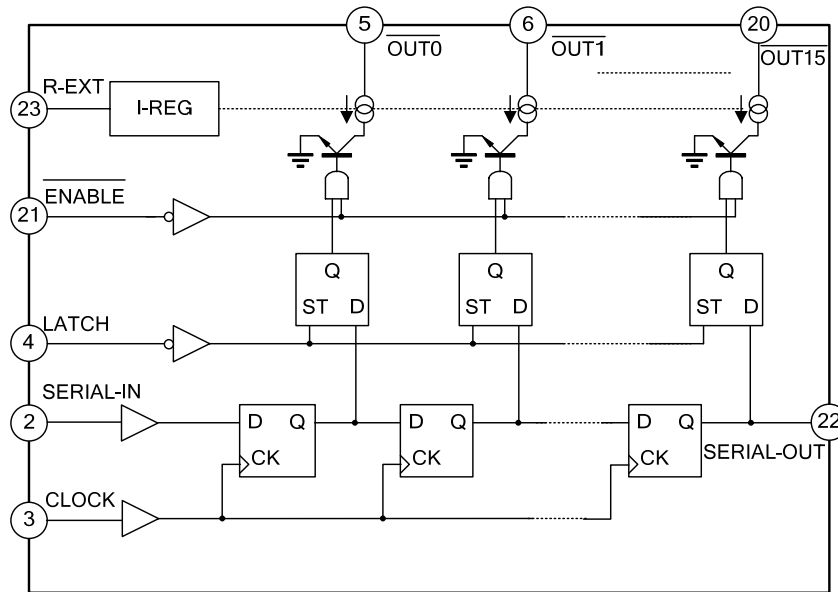 5 6 20
OUT0 OUT1 OUT15
R-EXT
23 I-REG
ENABLE
21
Q Q Q
ST D ST D ST D
LATCH
4
SERIAL-IN
2 D Q D Q D Q 22
SERIAL-OUT
CK CK CK
CLOCK
3